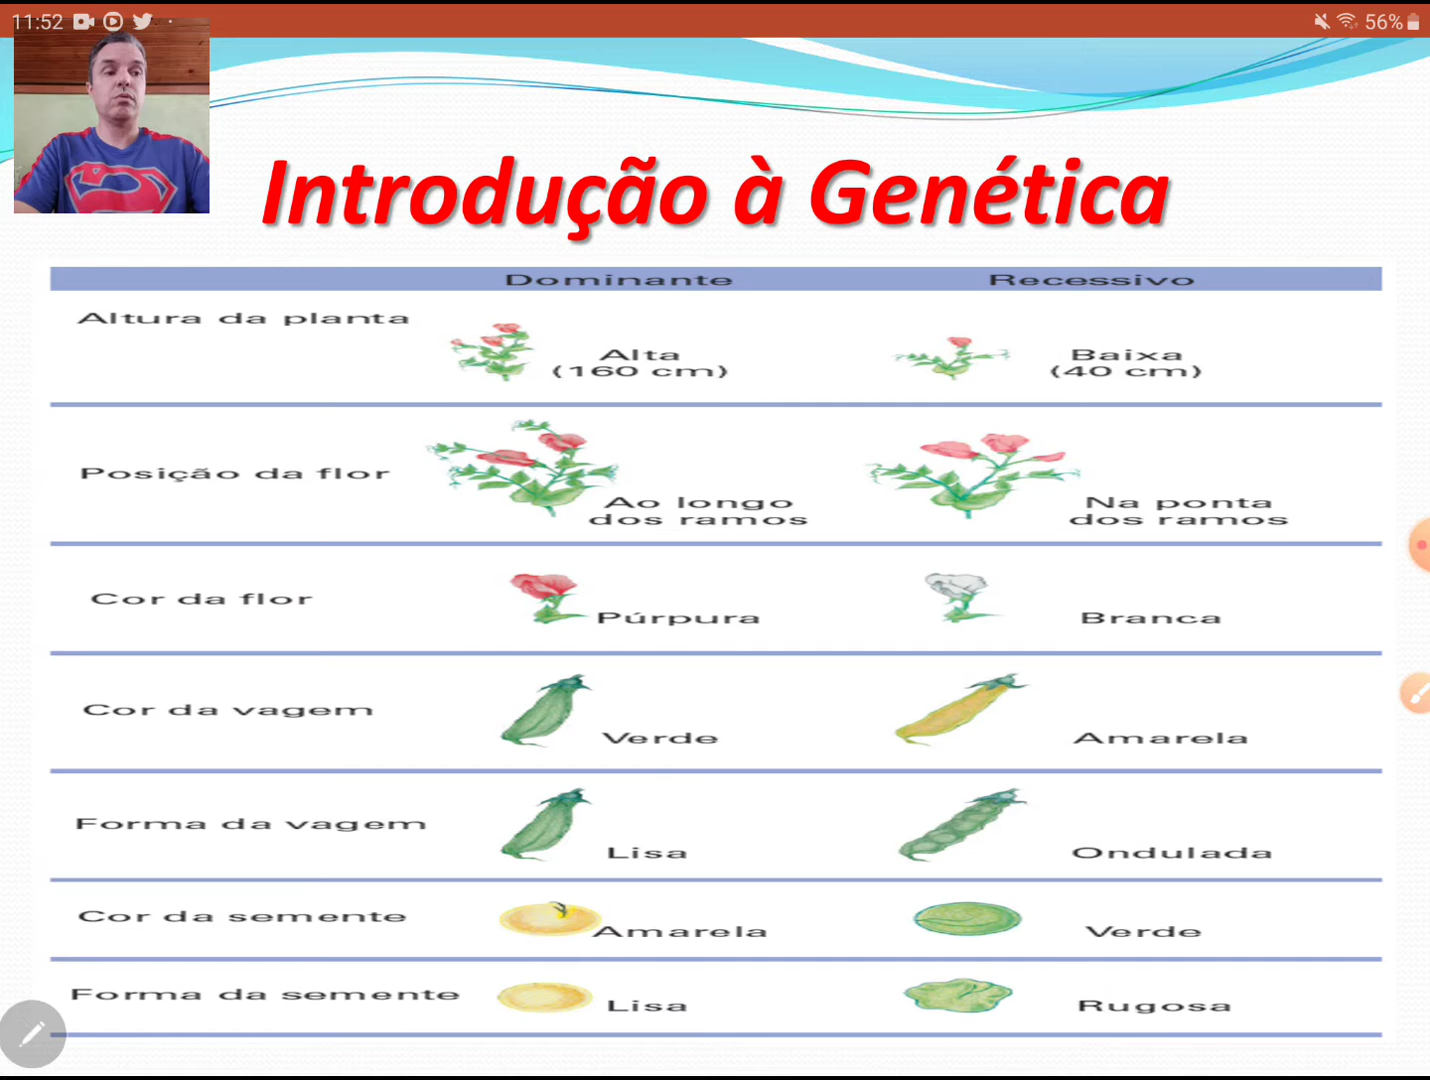 11:52
56%
Introdução à Genética
Dominante Recessivo
Altura da planta
Alta Baixa
(160 cm) (40 cm)
Posição da flor
Ao longo Na ponta
dos ramos dos ramos
Cor da flor
Púrpura Branca
Cor da vagem
Verde Amarela
Forma da vagem
Lisa Ondulada
Cor da semente
Amarela Verde
Forma da semente
Lisa Rugosa